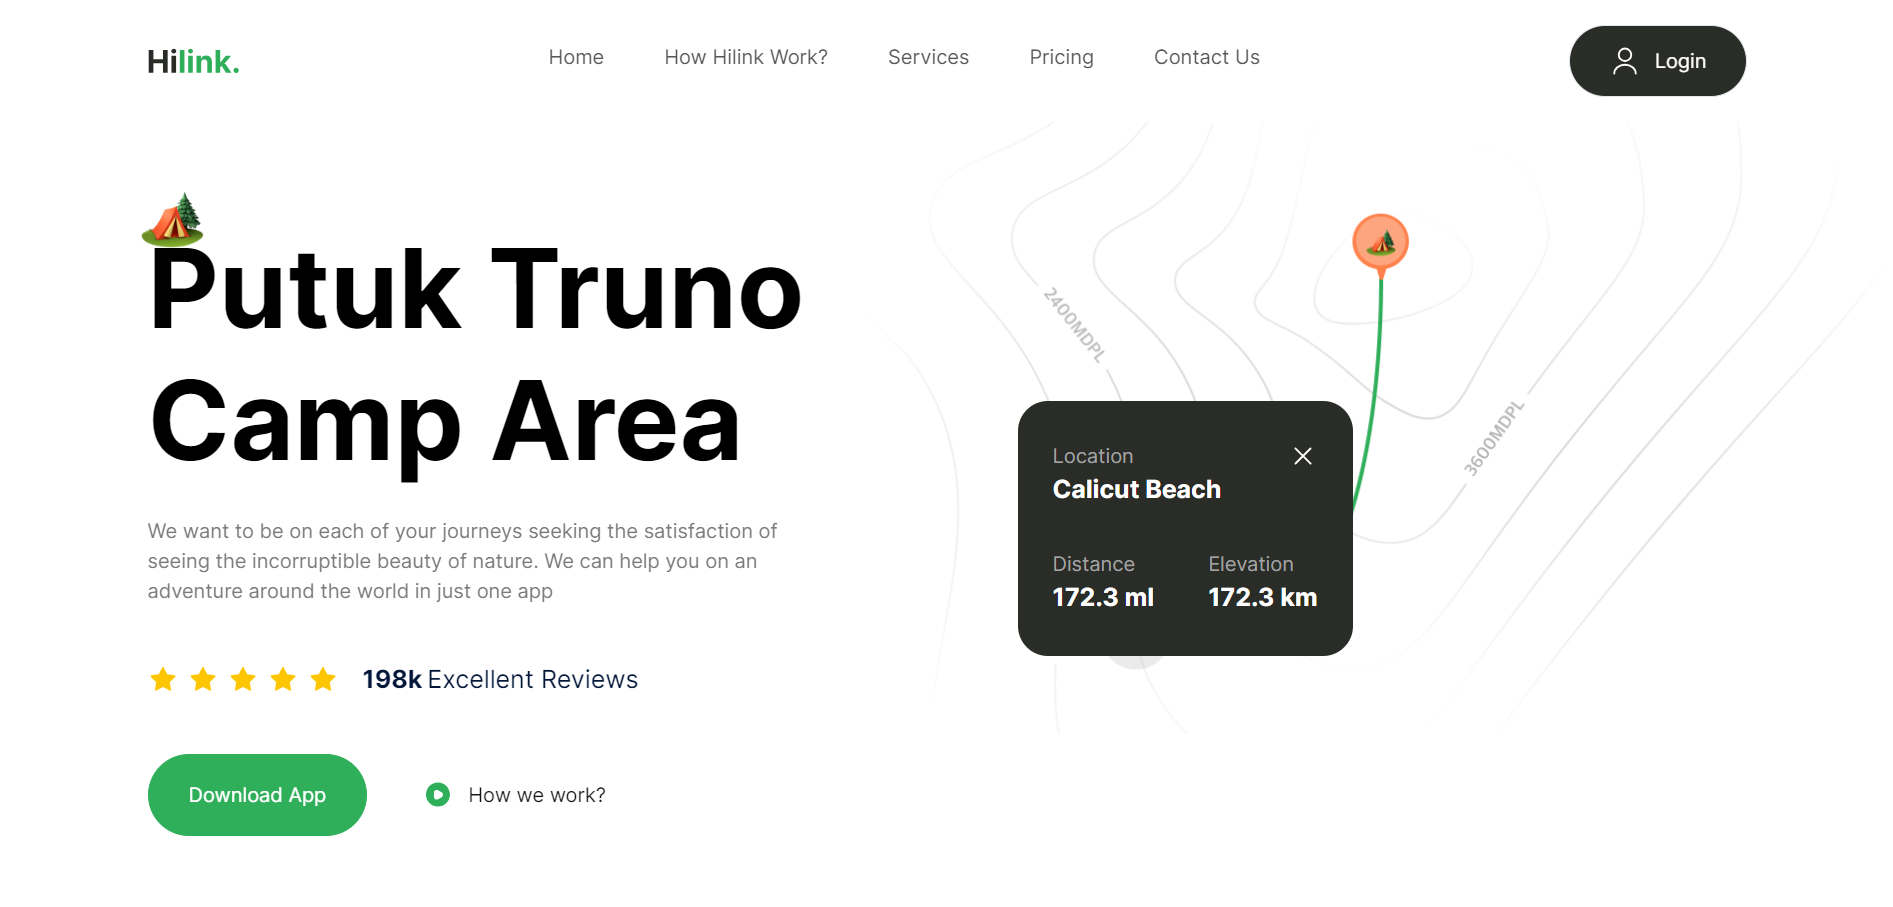 Hilink.
Home
How Hilink Work?
Services
Pricing
Contact Us
Login
Putuk Truno
Camp Area
We want to be on each of your journeys seeking the satisfaction of
seeing the incorruptible beauty of nature. We can help you on an
adventure around the world in just one app
198k Excellent Reviews
Download App
How we work?
2400MDPL
3600MDPL
Location
Calicut Beach
Distance
172.3 ml
Elevation
172.3 km